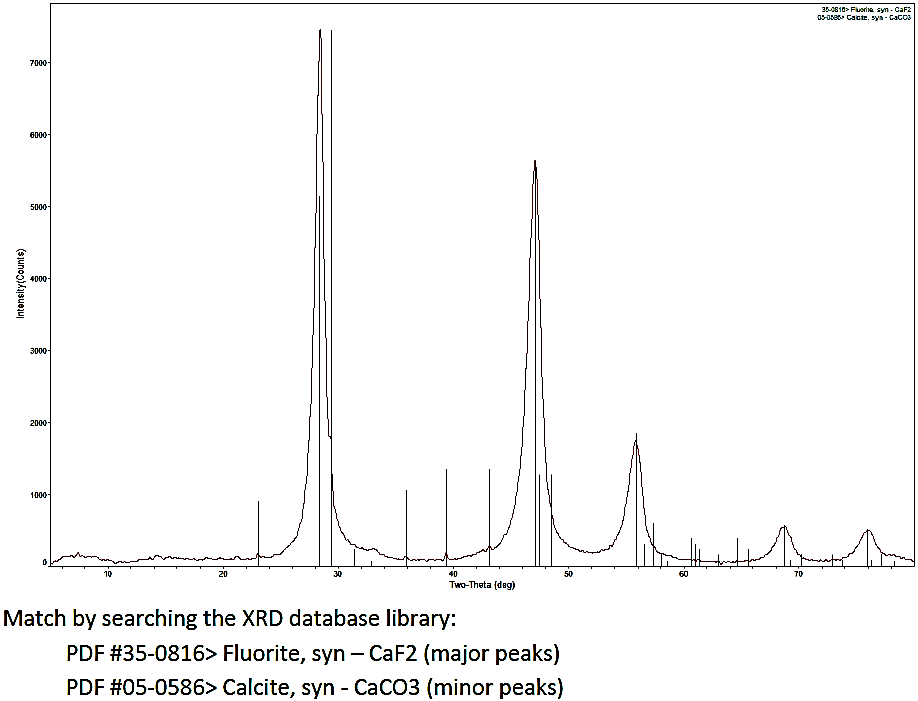 35-0816> Fluorite, syn - CaF2
05-0586> Calcite, syn - CaCO3
7000
6000
5000
4000
3000
2000
1000
0
Intensity(Counts)
10
20
30
40
50
60
70
Two-Theta (deg)
Match by searching the XRD database library:
PDF #35-0816> Fluorite, syn – CaF2 (major peaks)
PDF #05-0586> Calcite, syn - CaCO3 (minor peaks)